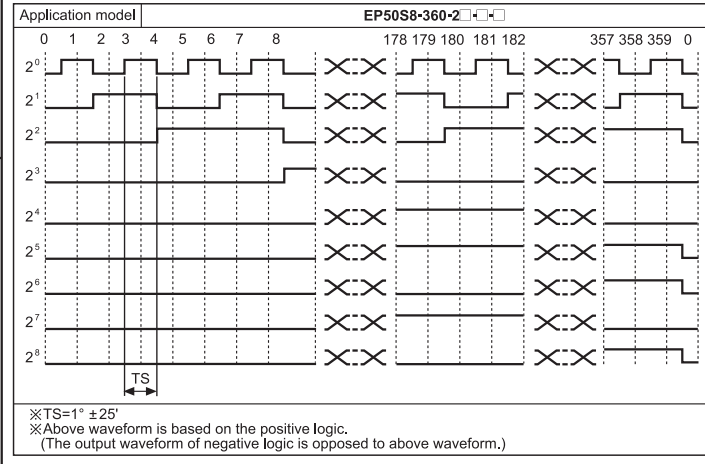 Application model EP50S8-360-2□-□-□
0 1 2 3 4 5 6 7 8 178 179 180 181 182 357 358 359 0
2⁰
2¹
2²
2³
2⁴
2⁵
2⁶
2⁷
2⁸
TS
※TS=1° ±25'
※Above waveform is based on the positive logic.
(The output waveform of negative logic is opposed to above waveform.)